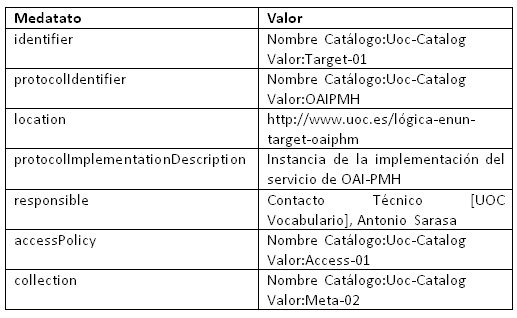 Medatato Valor
identifier Nombre Catálogo:Uoc-Catalog
Valor:Target-01
protocolIdentifier Nombre Catálogo:Uoc-Catalog
Valor:OAIPMH
location http://www.uoc.es/lógica-enun-
target-oaiphm
protocolImplementationDescription Instancia de la implementación del
servicio de OAI-PMH
responsible Contacto Técnico [UOC
Vocabulario], Antonio Sarasa
accessPolicy Nombre Catálogo:Uoc-Catalog
Valor:Access-01
collection Nombre Catálogo:Uoc-Catalog
Valor:Meta-02